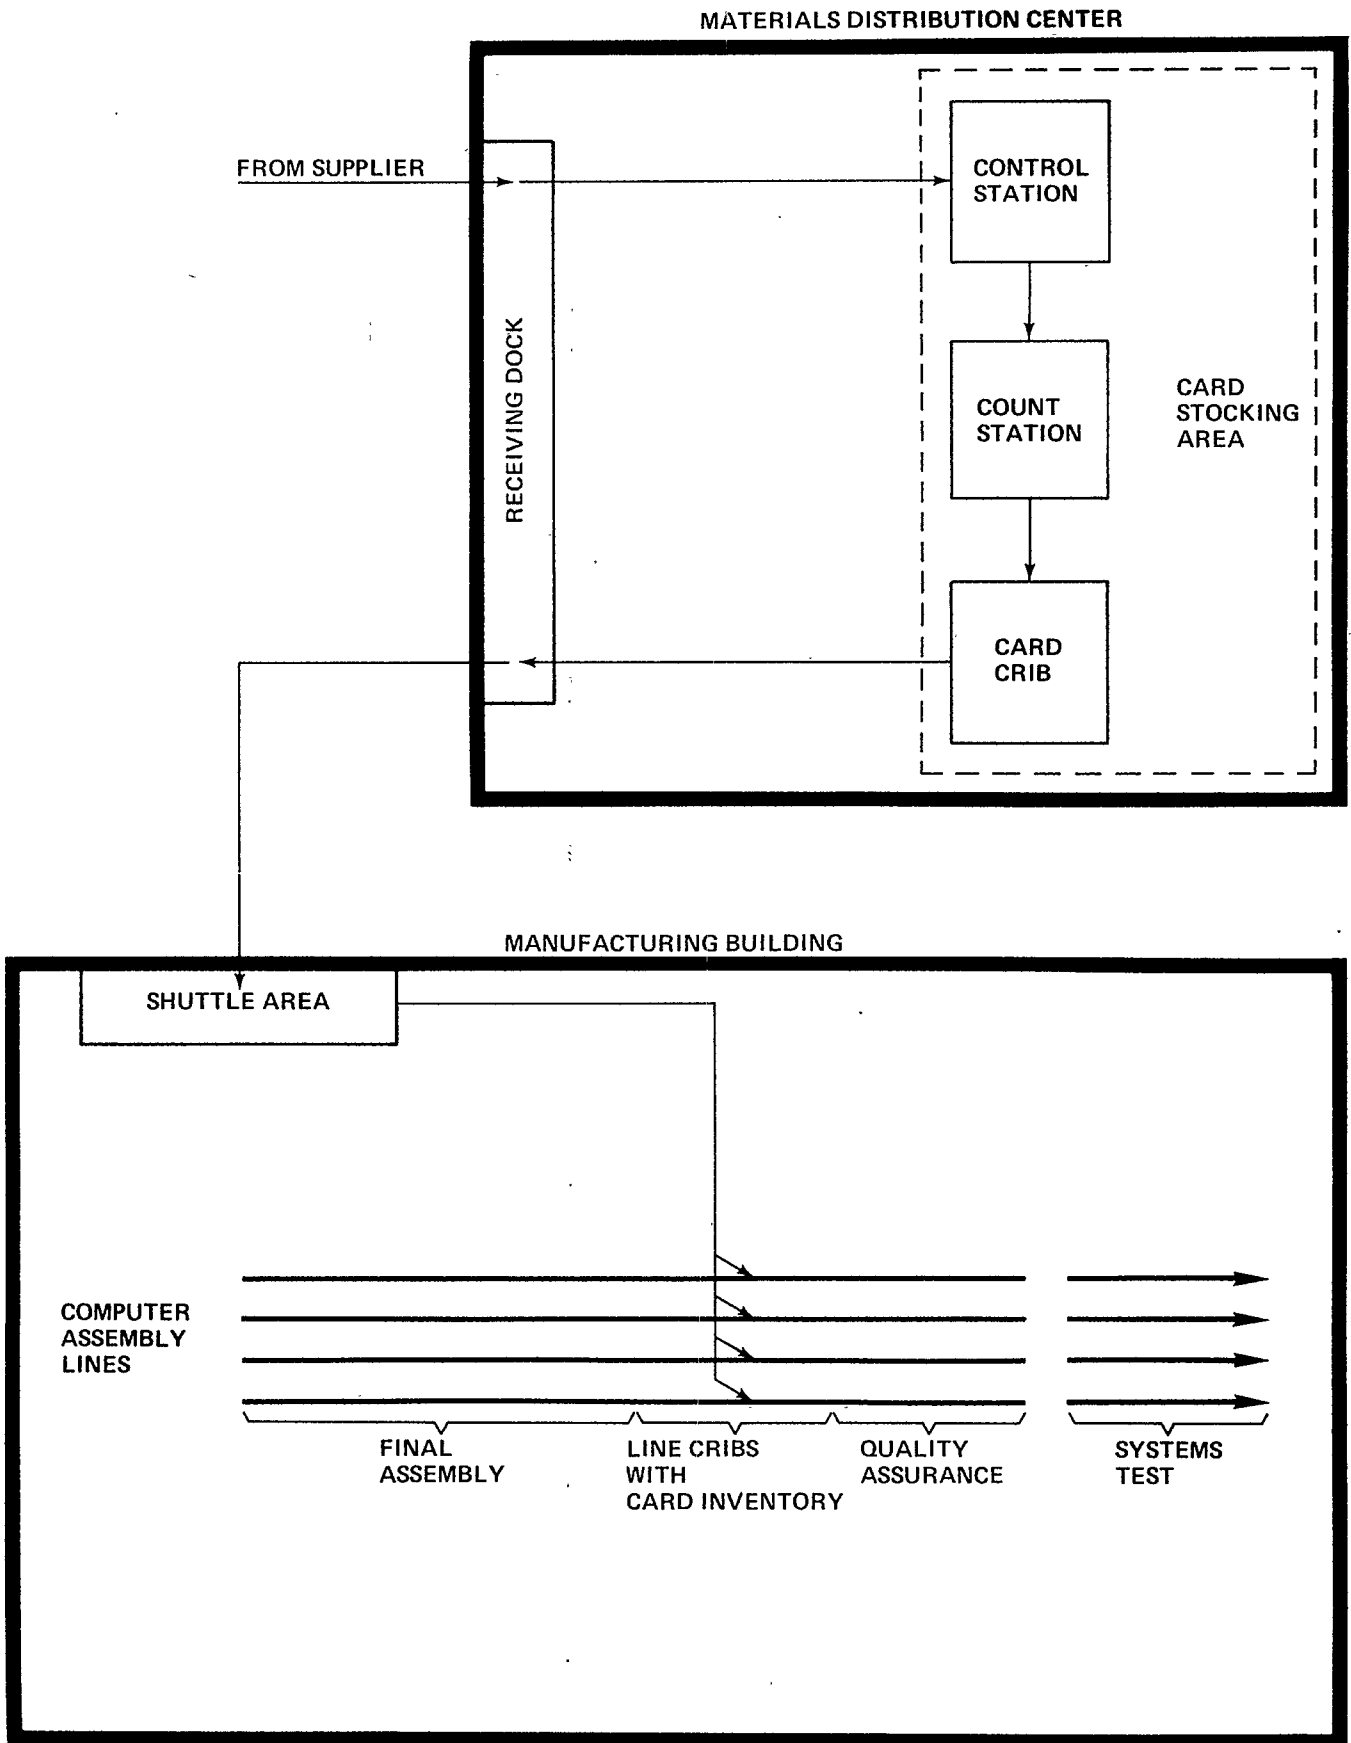 MATERIALS DISTRIBUTION CENTER
FROM SUPPLIER
CONTROL
STATION
RECEIVING DOCK
COUNT
STATION
CARD
STOCKING
AREA
CARD
CRIB
MANUFACTURING BUILDING
SHUTTLE AREA
COMPUTER
ASSEMBLY
LINES
FINAL
ASSEMBLY
LINE CRIBS
WITH
CARD INVENTORY
QUALITY
ASSURANCE
SYSTEMS
TEST